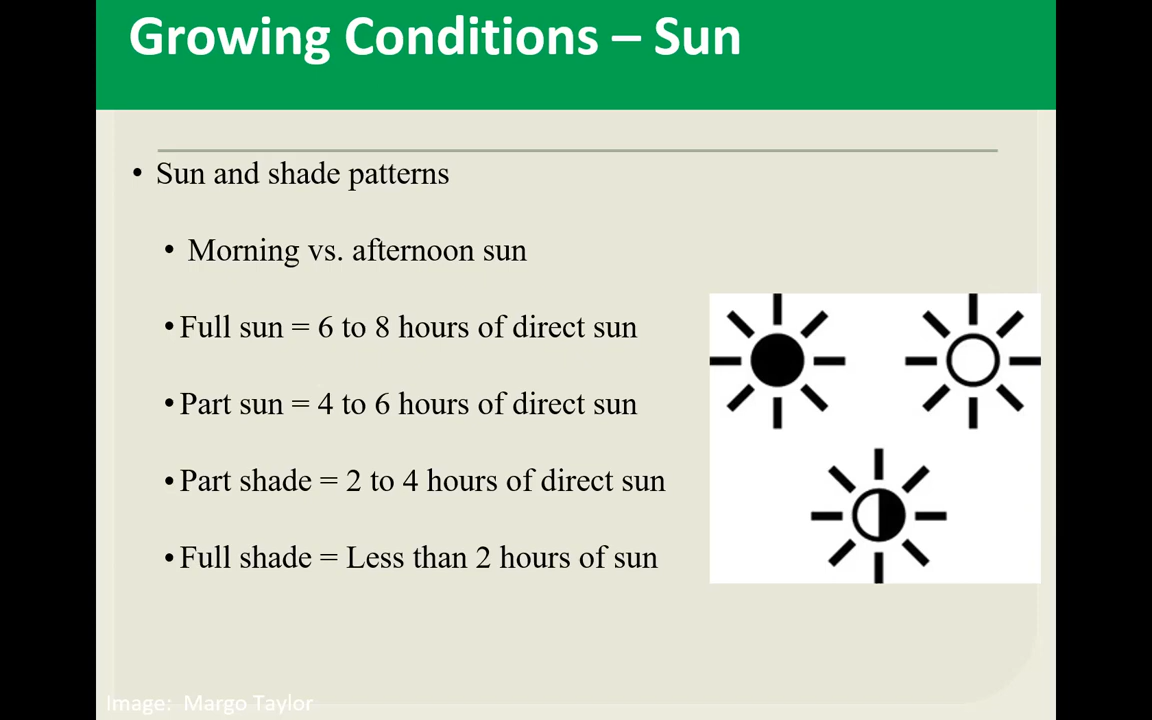 Growing Conditions – Sun
• Sun and shade patterns
• Morning vs. afternoon sun
• Full sun = 6 to 8 hours of direct sun
• Part sun = 4 to 6 hours of direct sun
• Part shade = 2 to 4 hours of direct sun
• Full shade = Less than 2 hours of sun
Image: Margo Taylor